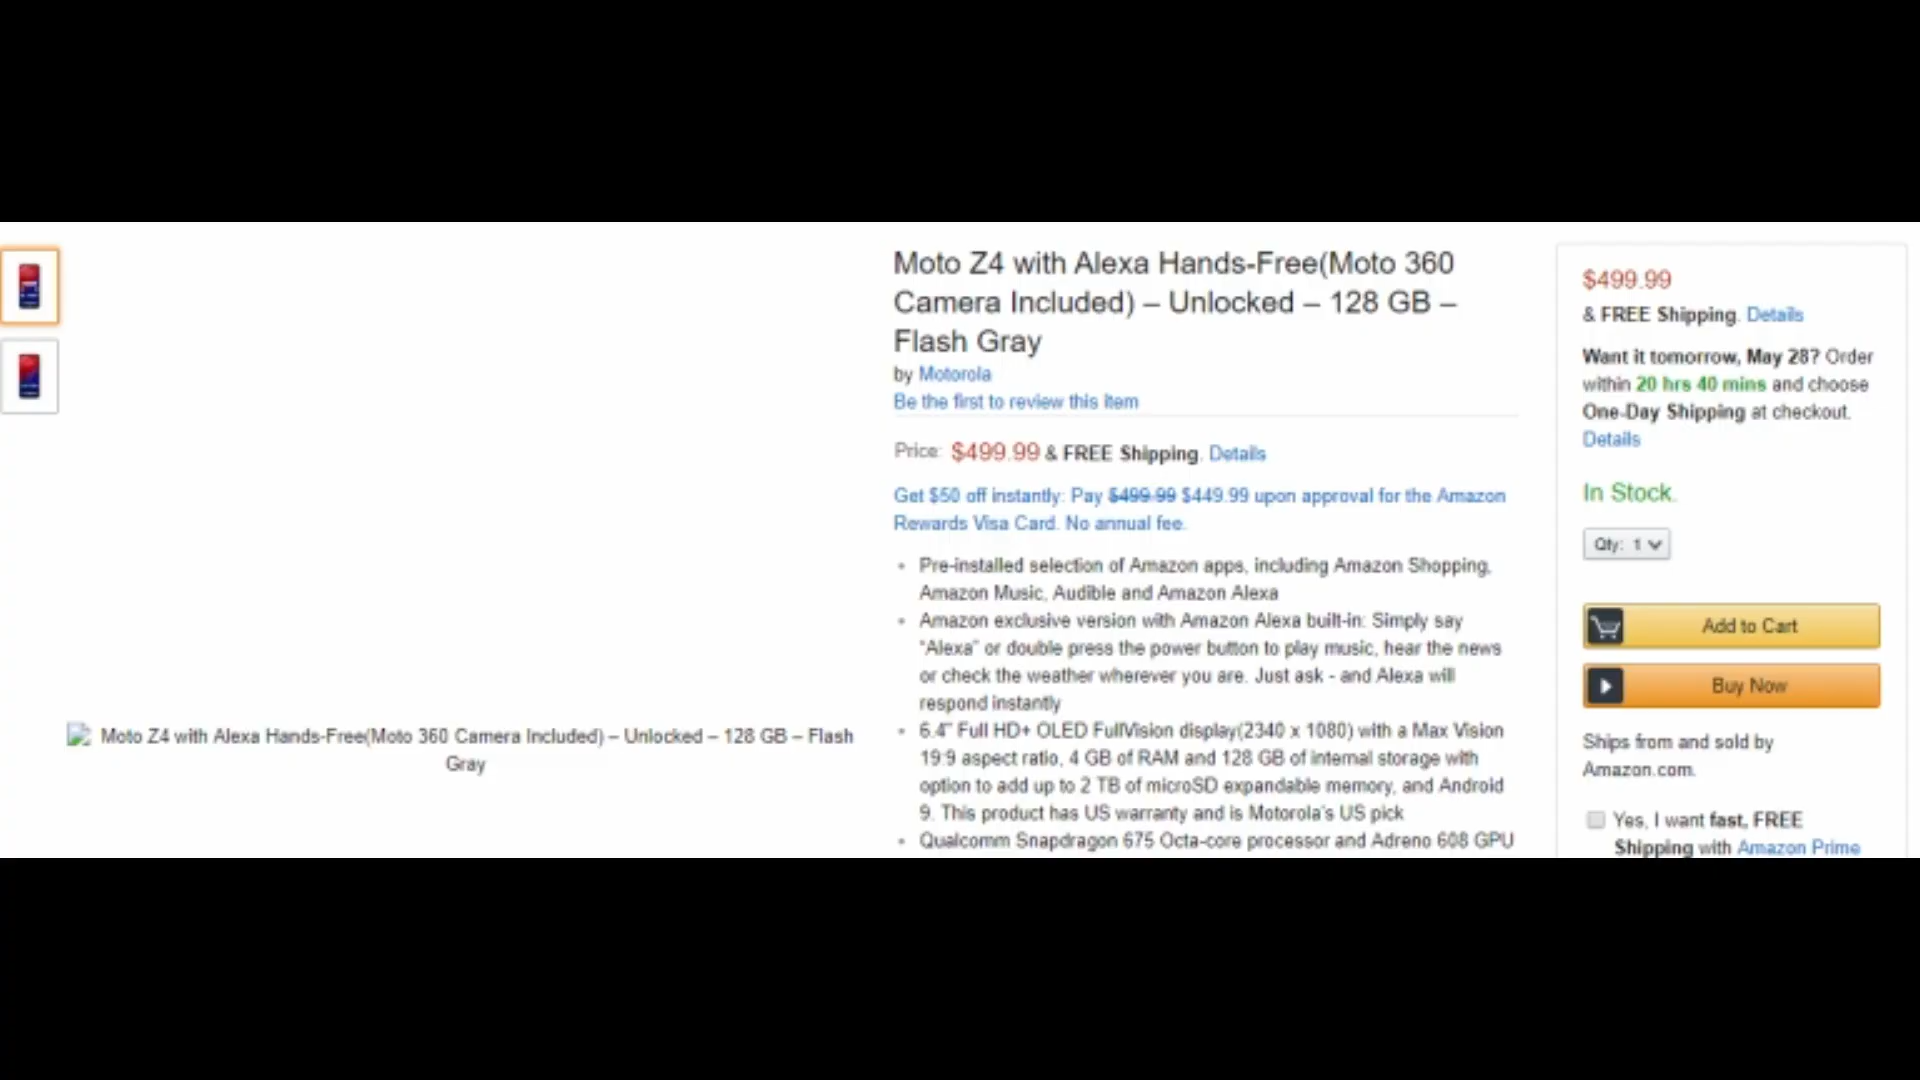 Moto Z4 with Alexa Hands-Free(Moto 360
Camera Included) – Unlocked – 128 GB –
Flash Gray
by Motorola
Be the first to review this item
Price: $499.99 & FREE Shipping. Details
Get $50 off instantly: Pay $499.99 $449.99 upon approval for the Amazon
Rewards Visa Card. No annual fee.
• Pre-installed selection of Amazon apps, including Amazon Shopping,
Amazon Music, Audible and Amazon Alexa
• Amazon exclusive version with Amazon Alexa built-in: Simply say
"Alexa" or double press the power button to play music, hear the news
or check the weather wherever you are. Just ask - and Alexa will
respond instantly
• 6.4" Full HD+ OLED FullVision display(2340 x 1080) with a Max Vision
19:9 aspect ratio, 4 GB of RAM and 128 GB of internal storage with
option to add up to 2 TB of microSD expandable memory, and Android
9. This product has US warranty and is Motorola's US pick
• Qualcomm Snapdragon 675 Octa-core processor and Adreno 608 GPU
Moto Z4 with Alexa Hands-Free(Moto 360 Camera Included) – Unlocked – 128 GB – Flash
Gray
$499.99
& FREE Shipping. Details
Want it tomorrow, May 28? Order
within 20 hrs 40 mins and choose
One-Day Shipping at checkout.
Details
In Stock.
Qty: 1
Add to Cart
Buy Now
Ships from and sold by
Amazon.com.
Yes, I want fast, FREE
Shipping with Amazon Prime